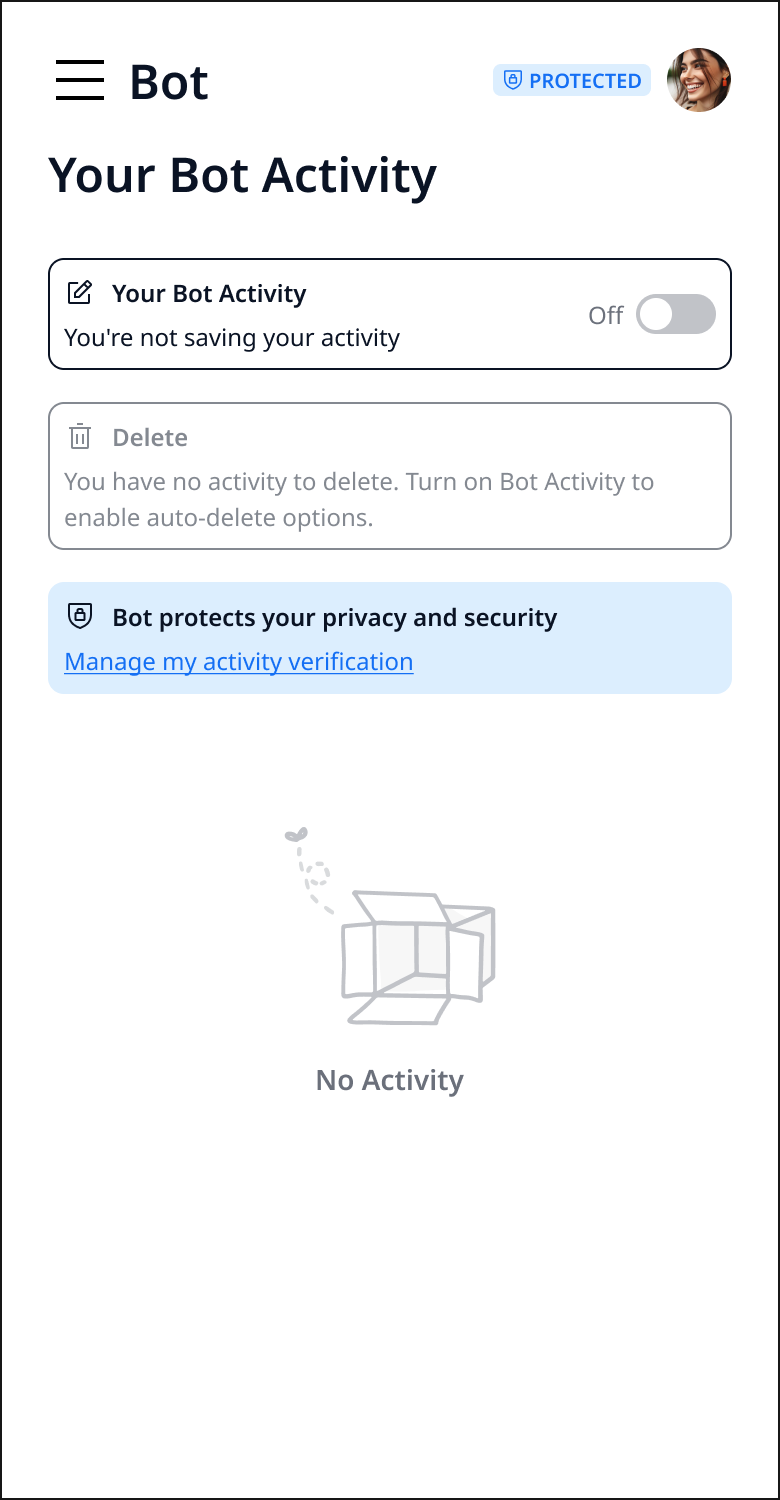 Bot
PROTECTED
Your Bot Activity
Your Bot Activity
You're not saving your activity
Off
Delete
You have no activity to delete. Turn on Bot Activity to
enable auto-delete options.
Bot protects your privacy and security
Manage my activity verification
No Activity